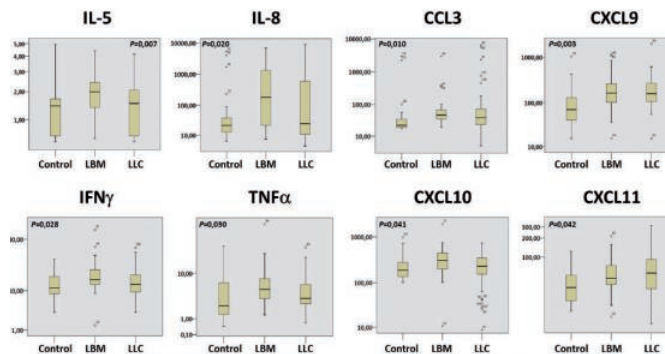 IL-5 IL-8 CCL3 CXCL9
5,00 P=0,007 10000,00 P=0,020 10000,00 P=0,010 P=0,003
4,00
3,00 1000,00 1000,00 1000,00
2,00
100,00 100,00 100,00
1,00
10,00 10,00 10,00
Control LBM LLC Control LBM LLC Control LBM LLC Control LBM LLC
IFNγ TNFα CXCL10 CXCL11
P=0,028 P=0,030 P=0,041 P=0,042
1000,00 300,00
100,00
10,00 10,00 100,00
1,00 1,00
0,10 10,00 10,00
Control LBM LLC Control LBM LLC Control LBM LLC Control LBM LLC